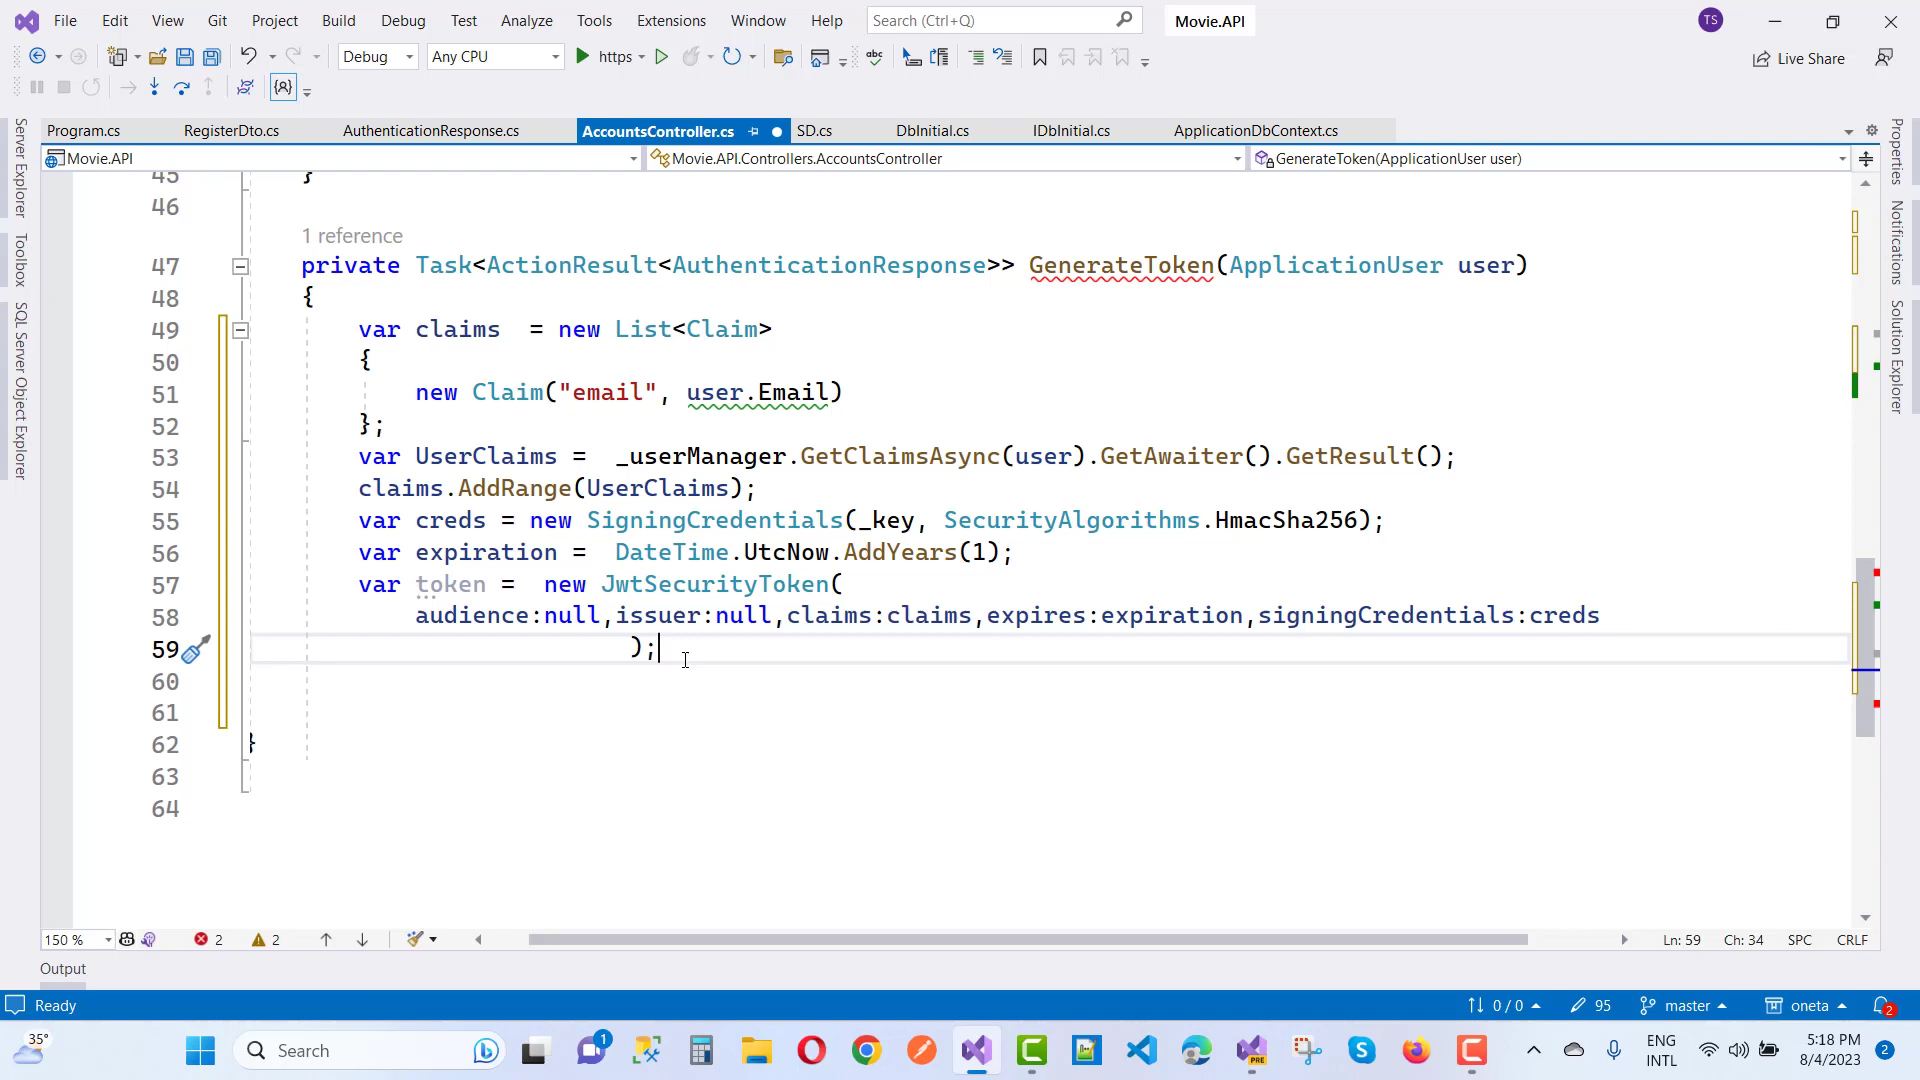 File Edit View Git Project Build Debug Test Analyze Tools Extensions Window Help Search (Ctrl+Q) Movie.API TS
Debug Any CPU https Live Share
Program.cs RegisterDto.cs AuthenticationResponse.cs AccountsController.cs SD.cs DbInitial.cs IDbInitial.cs ApplicationDbContext.cs
Movie.API Movie.API.Controllers.AccountsController GenerateToken(ApplicationUser user)
Server Explorer
Toolbox
SQL Server Object Explorer
45 }
46
1 reference
47 private Task<ActionResult<AuthenticationResponse>> GenerateToken(ApplicationUser user)
48 {
49 var claims  = new List<Claim>
50 {
51 new Claim("email", user.Email)
52 };
53 var UserClaims =  _userManager.GetClaimsAsync(user).GetAwaiter().GetResult();
54 claims.AddRange(UserClaims);
55 var creds = new SigningCredentials(_key, SecurityAlgorithms.HmacSha256);
56 var expiration =  DateTime.UtcNow.AddYears(1);
57 var token =  new JwtSecurityToken(
58 audience:null,issuer:null,claims:claims,expires:expiration,signingCredentials:creds
59 );
60
61
62 }
63
64
Properties
Notifications
Solution Explorer
150 % 2 2 Ln: 59 Ch: 34 SPC CRLF
Output
Ready 0 / 0 95 master oneta 2
35° Search 1 PRE ENG INTL 5:18 PM 8/4/2023 2